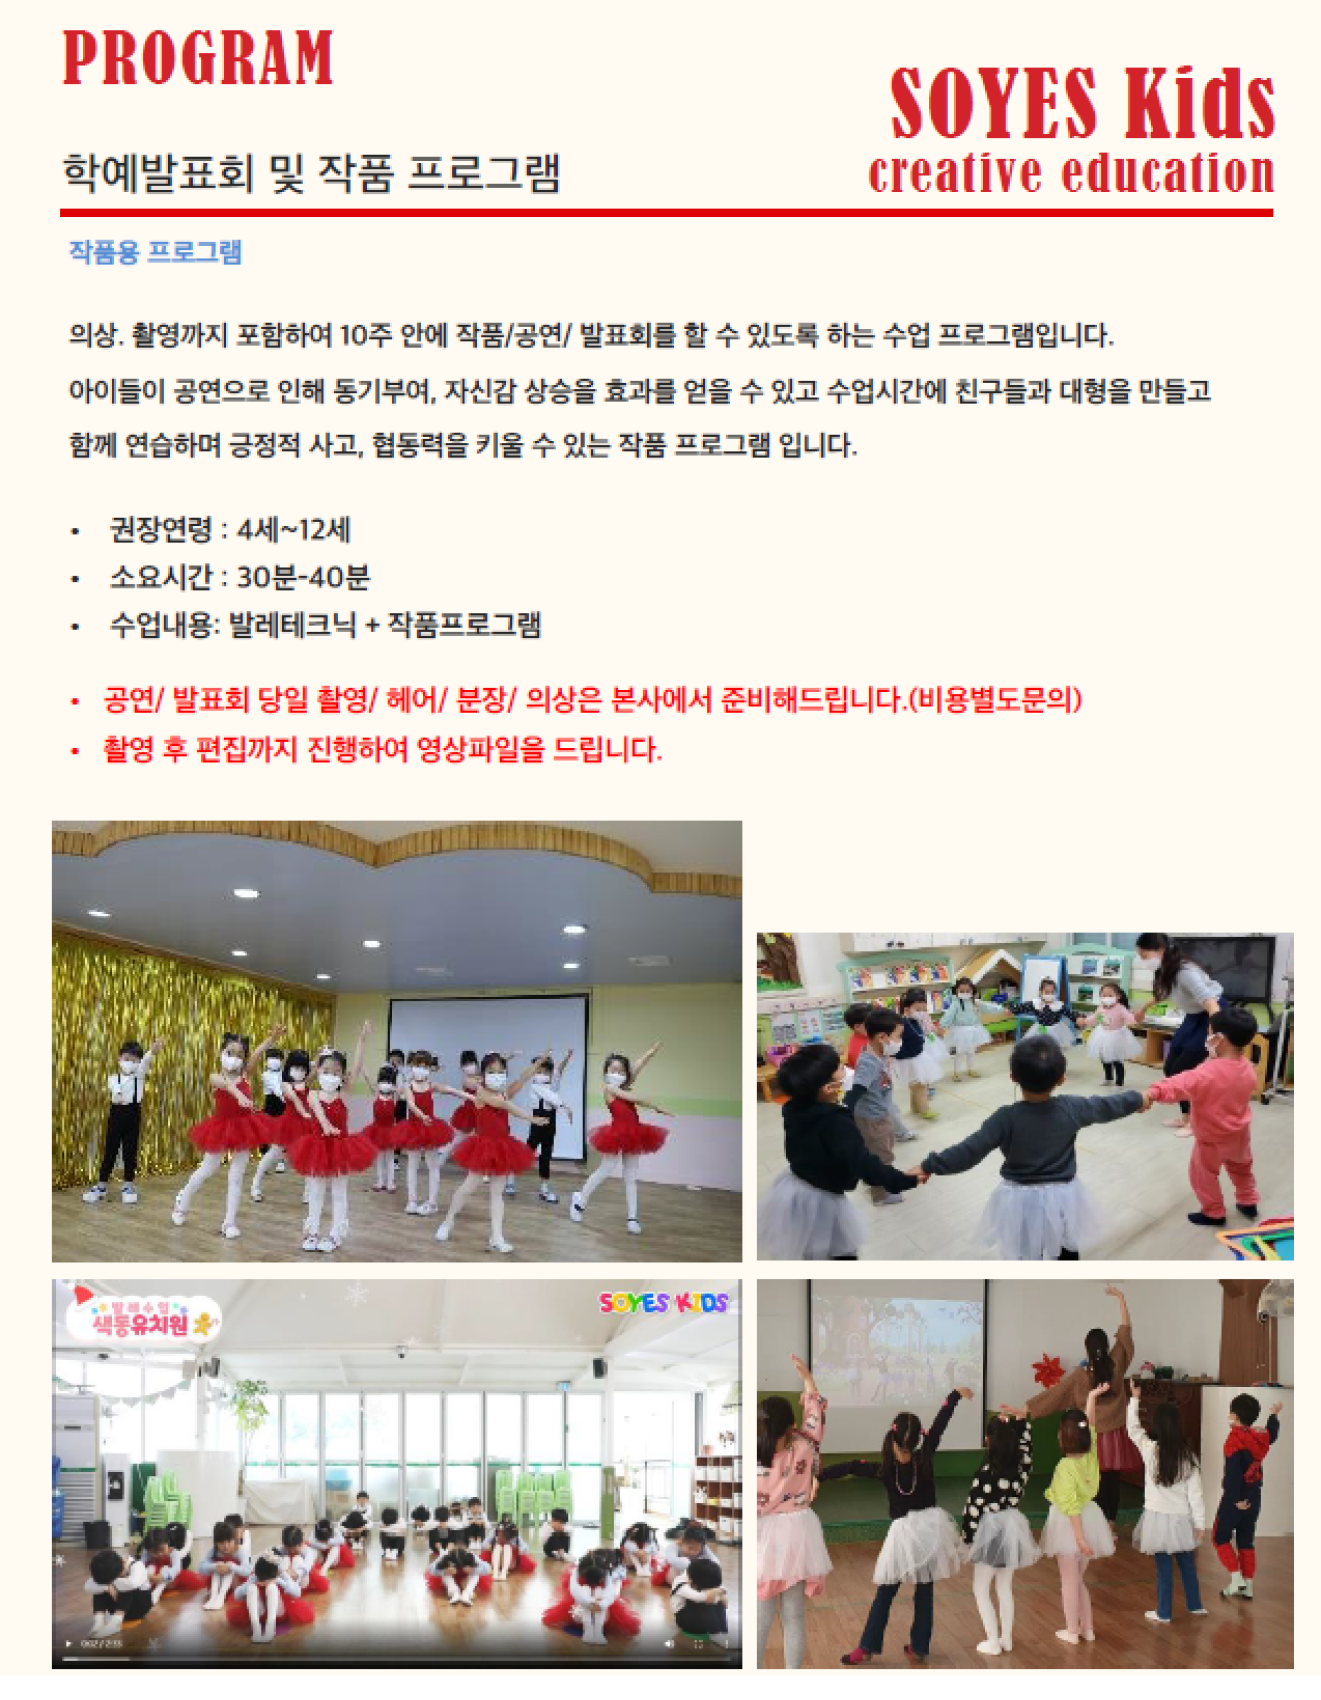 PROGRAM
SOYES Kids
creative education
학예발표회 및 작품 프로그램
작품용 프로그램
의상. 촬영까지 포함하여 10주 안에 작품/공연/ 발표회를 할 수 있도록 하는 수업 프로그램입니다.
아이들이 공연으로 인해 동기부여, 자신감 상승을 효과를 얻을 수 있고 수업시간에 친구들과 대형을 만들고
함께 연습하며 긍정적 사고, 협동력을 키울 수 있는 작품 프로그램 입니다.
• 권장연령 : 4세~12세
• 소요시간 : 30분-40분
• 수업내용: 발레테크닉 + 작품프로그램
• 공연/ 발표회 당일 촬영/ 헤어/ 분장/ 의상은 본사에서 준비해드립니다.(비용별도문의)
• 촬영 후 편집까지 진행하여 영상파일을 드립니다.
발레수업
색동유치원
SOYES KIDS
0:02 / 2:35